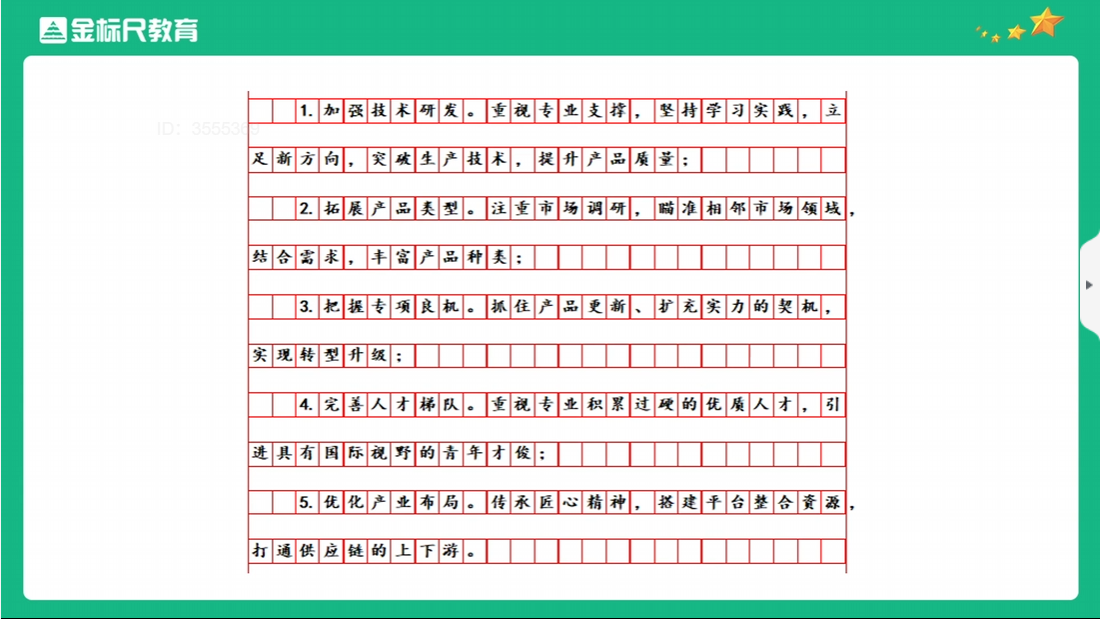 金标尺教育
ID: 3555369
1.加强技术研发。重视专业支撑，坚持学习实践，立
足新方向，突破生产技术，提升产品质量；
2.拓展产品类型。注重市场调研，瞄准相邻市场领域，
结合需求，丰富产品种类；
3.把握专项良机。抓住产品更新、扩充实力的契机，
实现转型升级；
4.完善人才梯队。重视专业积累过硬的优质人才，引
进具有国际视野的青年才俊；
5.优化产业布局。传承匠心精神，搭建平台整合资源，
打通供应链的上下游。